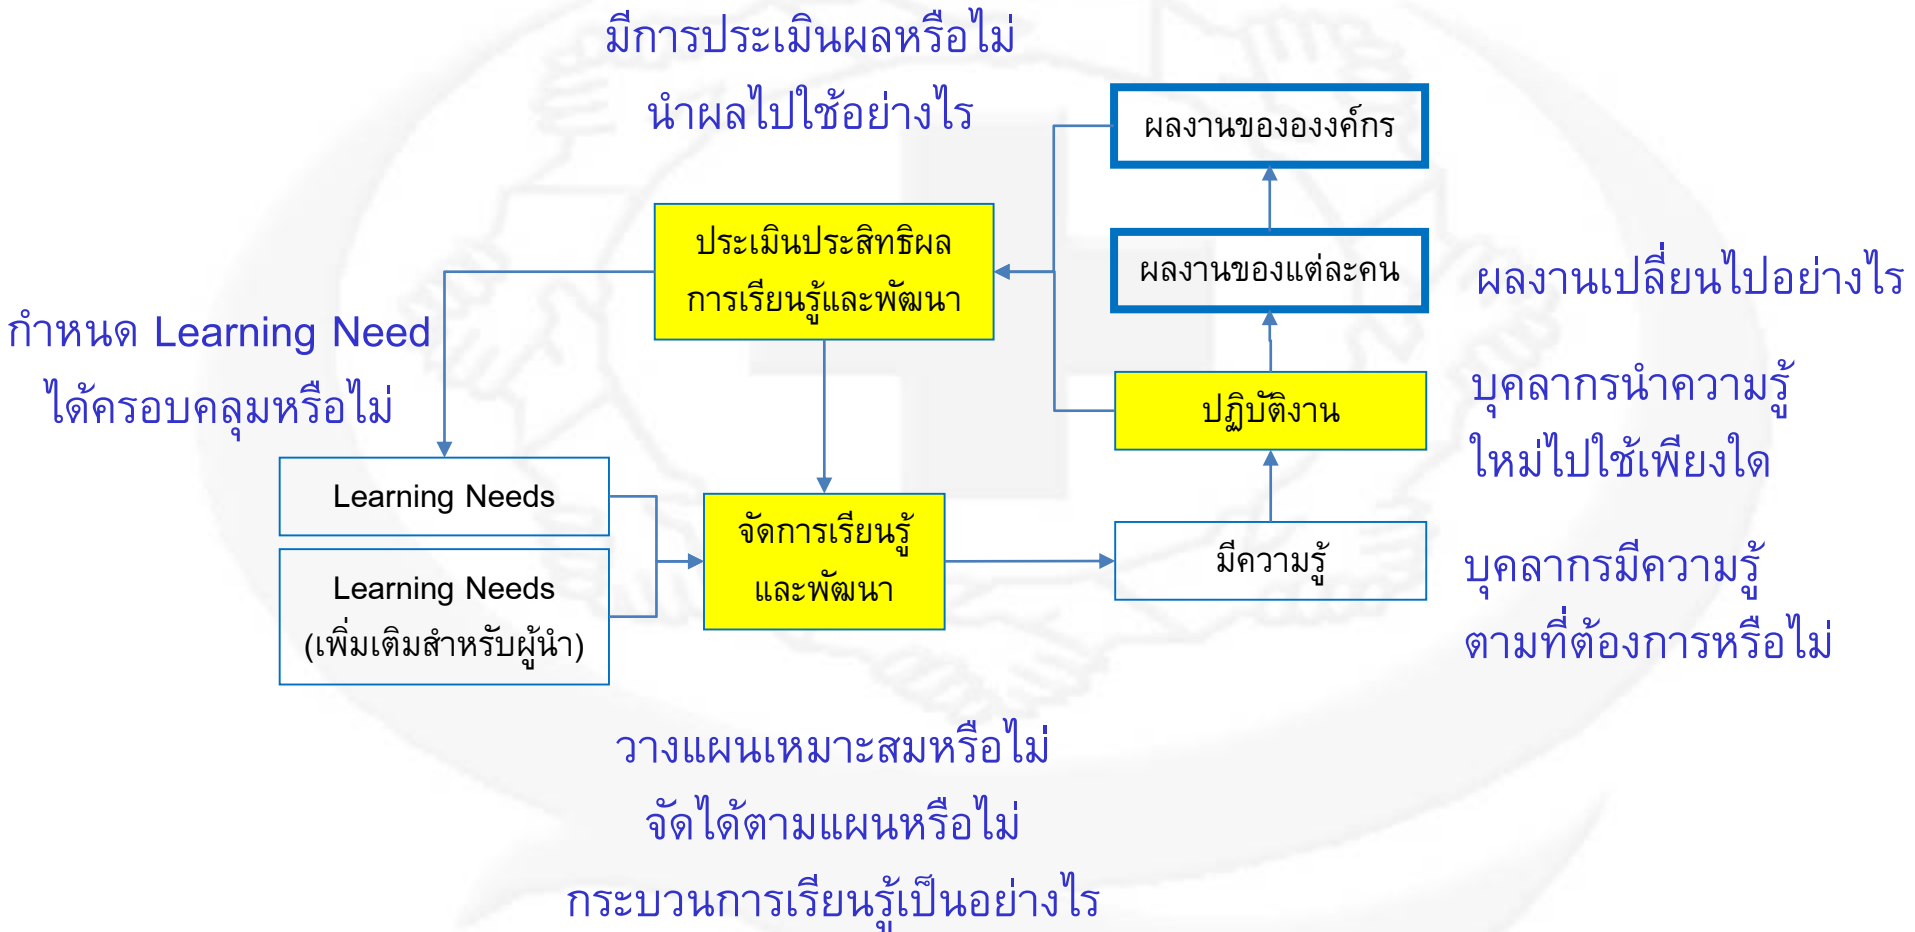 มีการประเมินผลหรือไม่
นำผลไปใช้อย่างไร
ผลงานขององงค์กร
ประเมินประสิทธิผล
การเรียนรู้และพัฒนา
ผลงานของแต่ละคน
ผลงานเปลี่ยนไปอย่างไร
กำหนด Learning Need
ได้ครอบคลุมหรือไม่
ปฏิบัติงาน
บุคลากรนำความรู้
ใหม่ไปใช้เพียงใด
Learning Needs
Learning Needs
(เพิ่มเติมสำหรับผู้นำ)
จัดการเรียนรู้
และพัฒนา
มีความรู้
บุคลากรมีความรู้
ตามที่ต้องการหรือไม่
วางแผนเหมาะสมหรือไม่
จัดได้ตามแผนหรือไม่
กระบวนการเรียนรู้เป็นอย่างไร